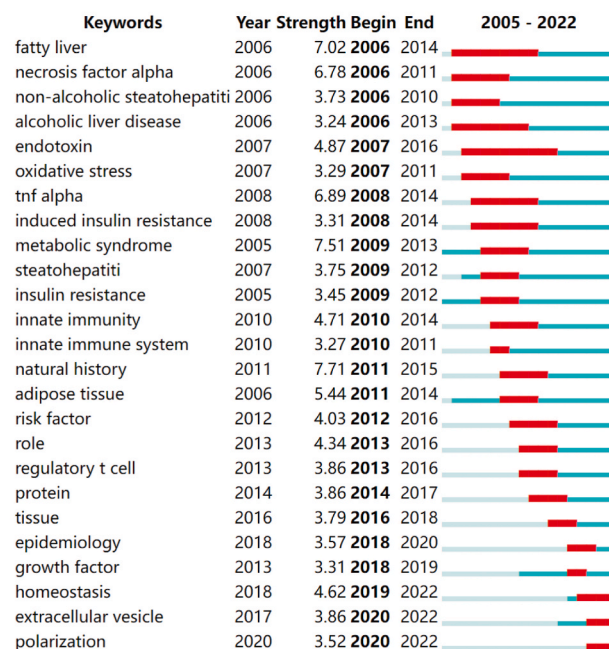 Keywords Year Strength Begin End 2005 - 2022
fatty liver 2006 7.02 2006 2014
necrosis factor alpha 2006 6.78 2006 2011
non-alcoholic steatohepatiti 2006 3.73 2006 2010
alcoholic liver disease 2006 3.24 2006 2013
endotoxin 2007 4.87 2007 2016
oxidative stress 2007 3.29 2007 2011
tnf alpha 2008 6.89 2008 2014
induced insulin resistance 2008 3.31 2008 2014
metabolic syndrome 2005 7.51 2009 2013
steatohepatiti 2007 3.75 2009 2012
insulin resistance 2005 3.45 2009 2012
innate immunity 2010 4.71 2010 2014
innate immune system 2010 3.27 2010 2011
natural history 2011 7.71 2011 2015
adipose tissue 2006 5.44 2011 2014
risk factor 2012 4.03 2012 2016
role 2013 4.34 2013 2016
regulatory t cell 2013 3.86 2013 2016
protein 2014 3.86 2014 2017
tissue 2016 3.79 2016 2018
epidemiology 2018 3.57 2018 2020
growth factor 2013 3.31 2018 2019
homeostasis 2018 4.62 2019 2022
extracellular vesicle 2017 3.86 2020 2022
polarization 2020 3.52 2020 2022